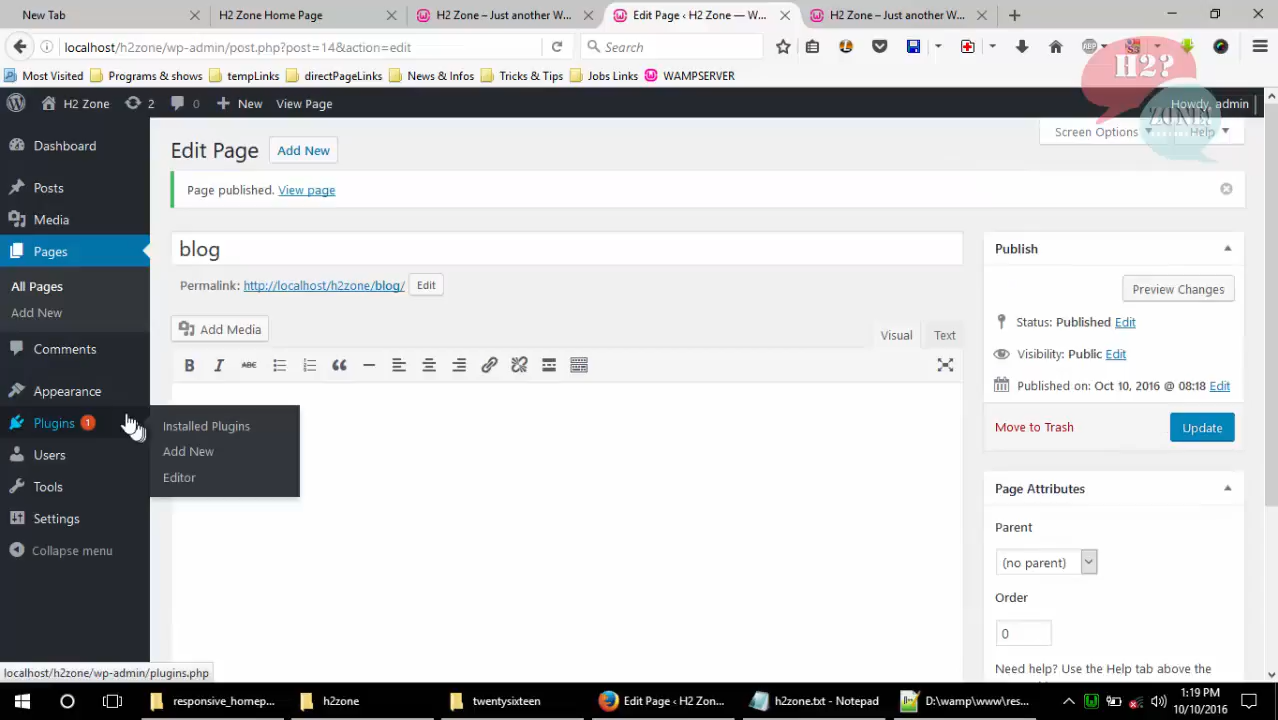 New Tab
H2 Zone Home Page
H2 Zone – Just another W...
Edit Page ‹ H2 Zone — W...
H2 Zone – Just another W...
localhost/h2zone/wp-admin/post.php?post=14&action=edit
Search
Most Visited
Programs & shows
tempLinks
directPageLinks
News & Infos
Tricks & Tips
Jobs Links
WAMPSERVER
H2?
ZONE!
H2 Zone
2
0
New
View Page
Howdy, admin
Screen Options
Help
Dashboard
Posts
Media
Pages
All Pages
Add New
Comments
Appearance
Plugins 1
Installed Plugins
Add New
Editor
Users
Tools
Settings
Collapse menu
Edit Page
Add New
Page published. View page
blog
Permalink: http://localhost/h2zone/blog/ Edit
Add Media
Visual
Text
B I ABC
Publish
Preview Changes
Status: Published Edit
Visibility: Public Edit
Published on: Oct 10, 2016 @ 08:18 Edit
Move to Trash
Update
Page Attributes
Parent
(no parent)
Order
0
Need help? Use the Help tab above the
localhost/h2zone/wp-admin/plugins.php
responsive_homep...
h2zone
twentysixteen
Edit Page ‹ H2 Zon...
h2zone.txt - Notepad
D:\wamp\www\res...
1:19 PM
10/10/2016